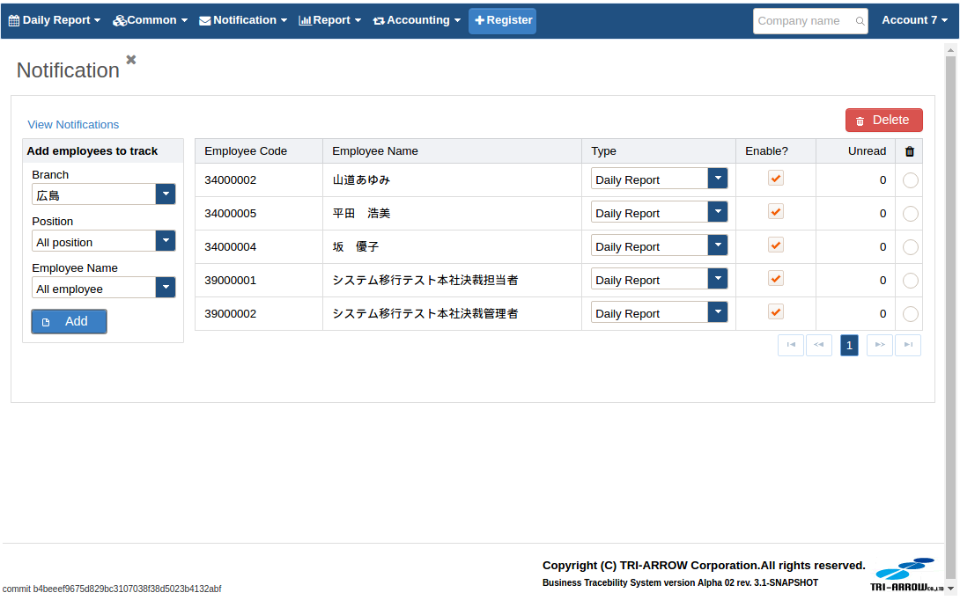 Daily Report Common Notification Report Accounting Register Company name Account 7
Notification
View Notifications Delete
Add employees to track Employee Code Employee Name Type Enable? Unread
Branch
広島
Position
All position
Employee Name
All employee
Add
34000002 山道あゆみ Daily Report 0
34000005 平田 浩美 Daily Report 0
34000004 坂 優子 Daily Report 0
39000001 システム移行テスト本社決裁担当者 Daily Report 0
39000002 システム移行テスト本社決裁管理者 Daily Report 0
1
Copyright (C) TRI-ARROW Corporation.All rights reserved.
Business Tracebility System version Alpha 02 rev. 3.1-SNAPSHOT
TRI-ARROW
commit b4beeef9675d829bc3107038f38d5023b4132abf